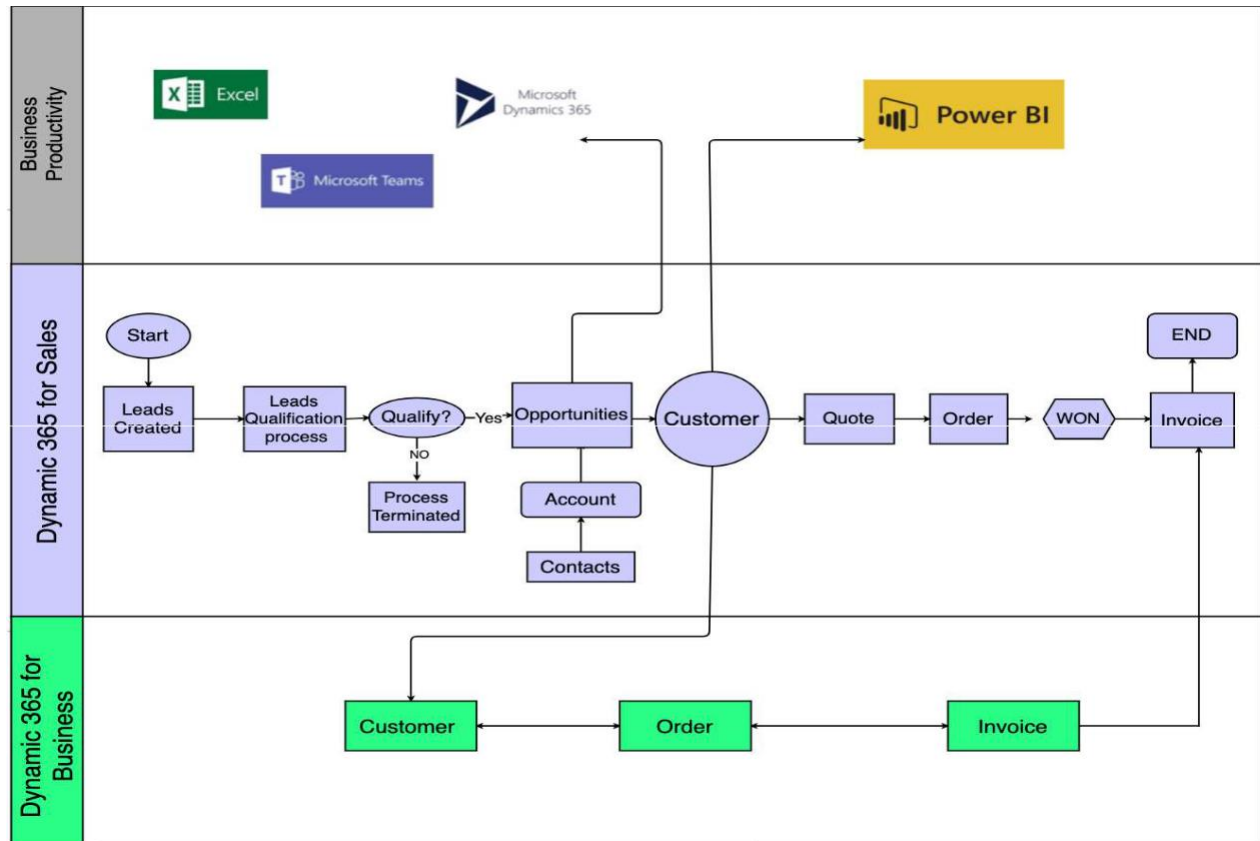 Business
Productivity
Excel
Microsoft
Dynamics 365
Power BI
Microsoft Teams
Dynamic 365 for Sales
Start
Leads
Created
Leads
Qualification
process
Qualify?
Yes
NO
Process
Terminated
Opportunities
Account
Contacts
Customer
Quote
Order
WON
Invoice
END
Dynamic 365 for
Business
Customer
Order
Invoice